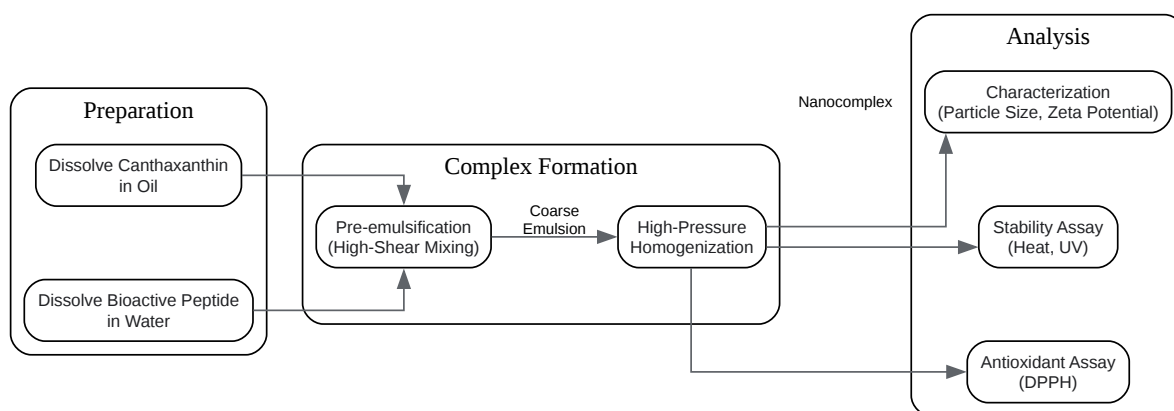 Preparation
Dissolve Canthaxanthin
in Oil
Dissolve Bioactive Peptide
in Water
Complex Formation
Pre-emulsification
(High-Shear Mixing)
Coarse
Emulsion
High-Pressure
Homogenization
Nanocomplex
Analysis
Characterization
(Particle Size, Zeta Potential)
Stability Assay
(Heat, UV)
Antioxidant Assay
(DPPH)